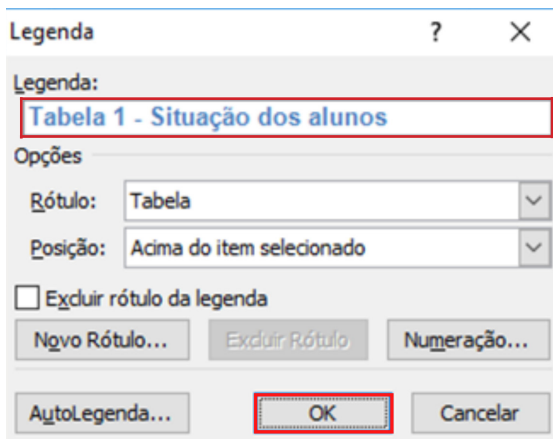 Legenda ? ×
Legenda:
Tabela 1 - Situação dos alunos
Opções
Rótulo: Tabela
Posição: Acima do item selecionado
Excluir rótulo da legenda
Novo Rótulo... Excluir Rótulo Numeração...
AutoLegenda... OK Cancelar